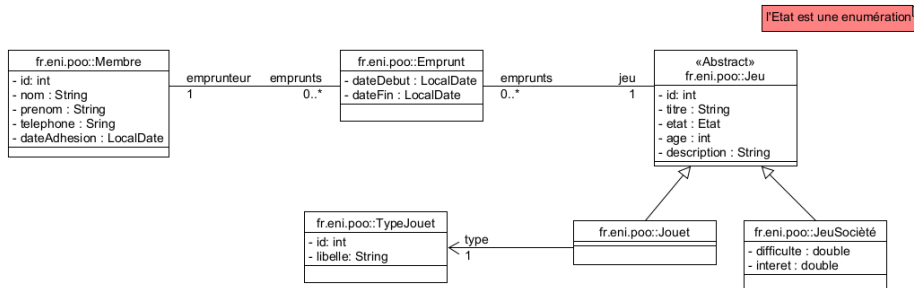 l'Etat est une enumération
fr.eni.poo::Membre
- id: int
- nom : String
- prenom : String
- telephone : Sring
- dateAdhesion : LocalDate
emprunteur
1
emprunts
0..*
fr.eni.poo::Emprunt
- dateDebut : LocalDate
- dateFin : LocalDate
emprunts
0..*
jeu
1
«Abstract»
fr.eni.poo::Jeu
- id: int
- titre : String
- etat : Etat
- age : int
- description : String
fr.eni.poo::TypeJouet
- id: int
- libelle: String
type
1
fr.eni.poo::Jouet
fr.eni.poo::JeuSocièté
- difficulte : double
- interet : double